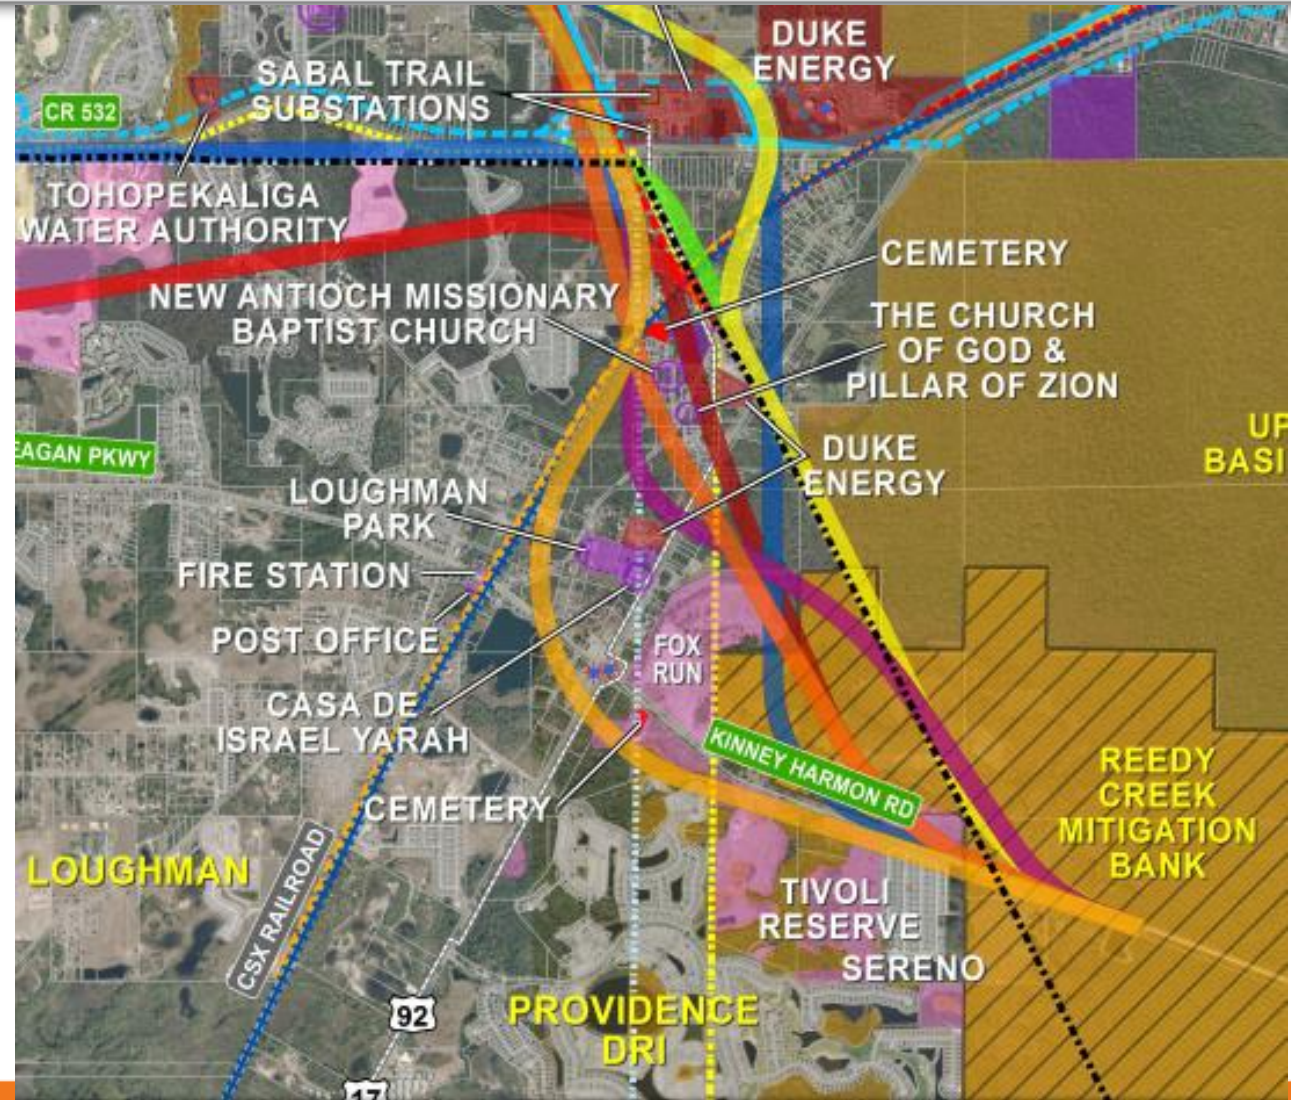 DUKE
ENERGY
SABAL TRAIL
SUBSTATIONS
CR 532
TOHOPEKALIGA
WATER AUTHORITY
CEMETERY
NEW ANTIOCH MISSIONARY
BAPTIST CHURCH
THE CHURCH
OF GOD &
PILLAR OF ZION
UP
BASI
EAGAN PKWY
DUKE
ENERGY
LOUGHMAN
PARK
FIRE STATION
POST OFFICE
FOX
RUN
CASA DE
ISRAEL YARAH
KINNEY HARMON RD
REEDY
CREEK
MITIGATION
BANK
CEMETERY
LOUGHMAN
CSX RAILROAD
TIVOLI
RESERVE
SERENO
92
PROVIDENCE
DRI
17